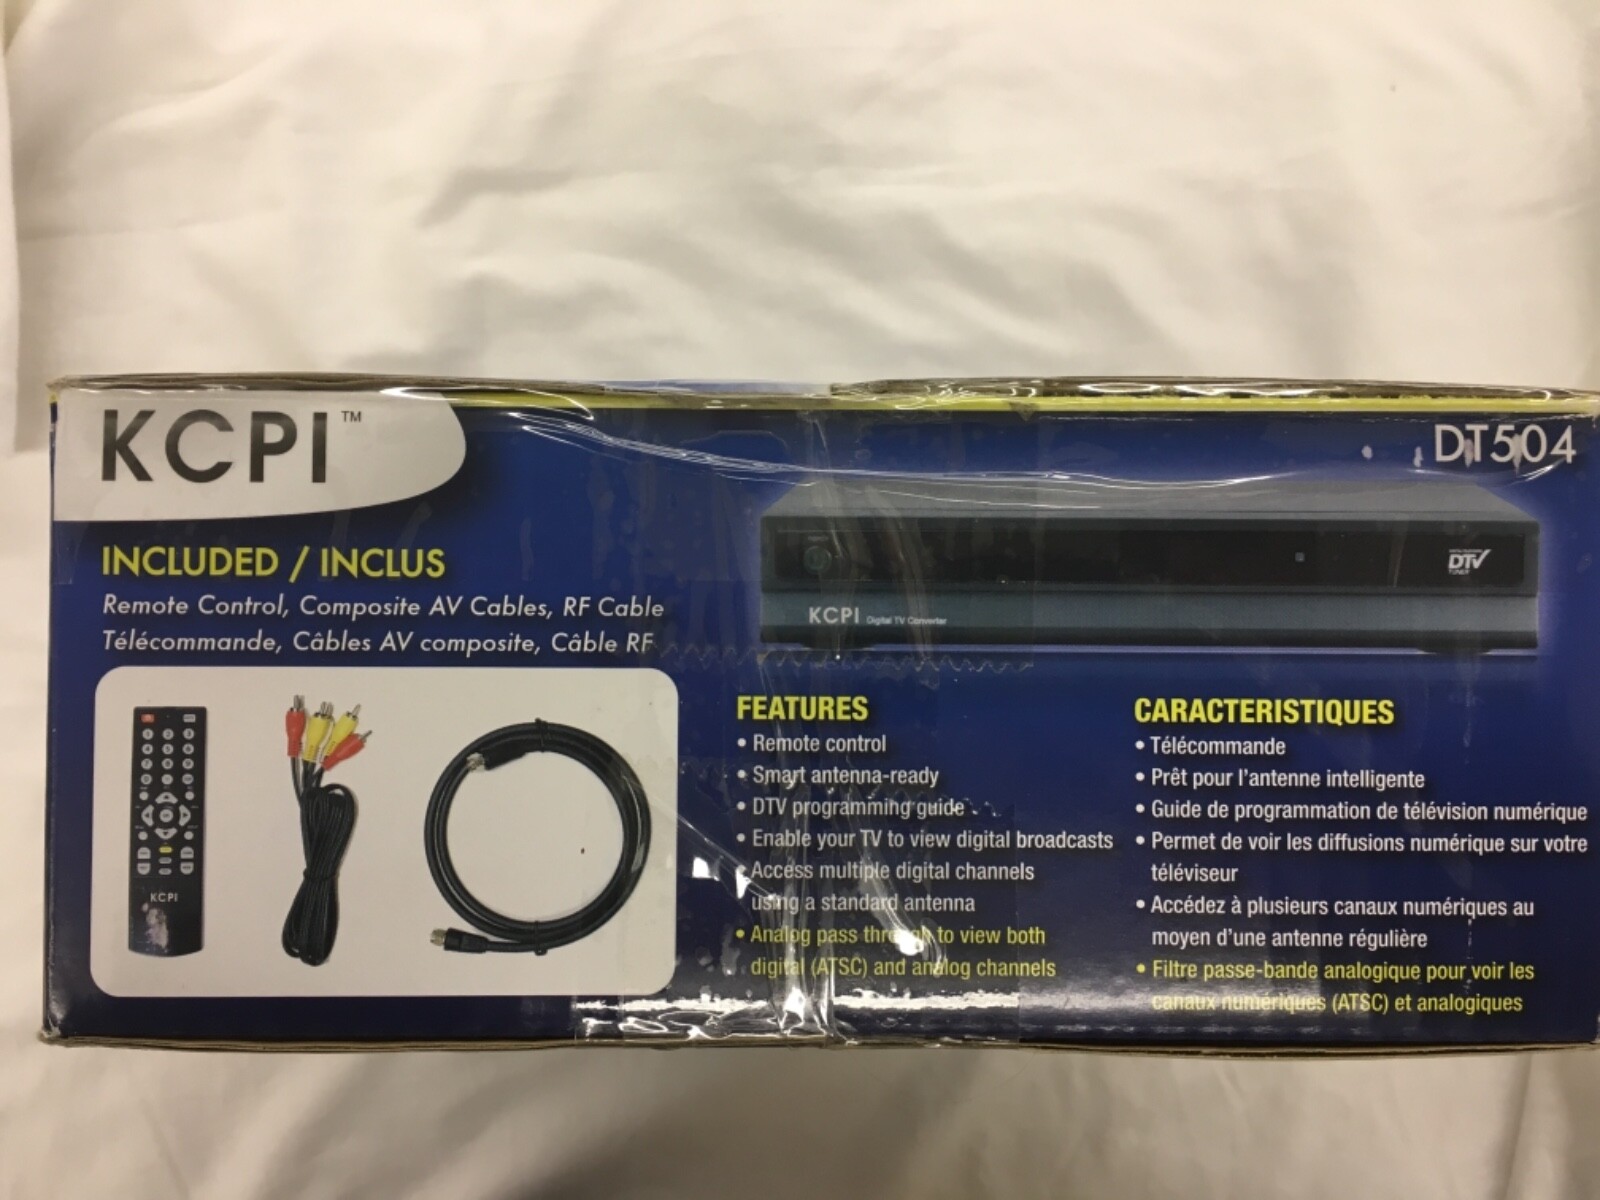 KCPI™
DT504
INCLUDED / INCLUS
Remote Control, Composite AV Cables, RF Cable
Télécommande, Câbles AV composite, Câble RF
KCPI Digital TV Converter
DTV
TUNER
KCPI
FEATURES
• Remote control
• Smart antenna-ready
• DTV programming guide
• Enable your TV to view digital broadcasts
• Access multiple digital channels
using a standard antenna
• Analog pass through to view both
digital (ATSC) and analog channels
CARACTERISTIQUES
• Télécommande
• Prêt pour l'antenne intelligente
• Guide de programmation de télévision numérique
• Permet de voir les diffusions numérique sur votre
téléviseur
• Accédez à plusieurs canaux numériques au
moyen d'une antenne régulière
• Filtre passe-bande analogique pour voir les
canaux numériques (ATSC) et analogiques